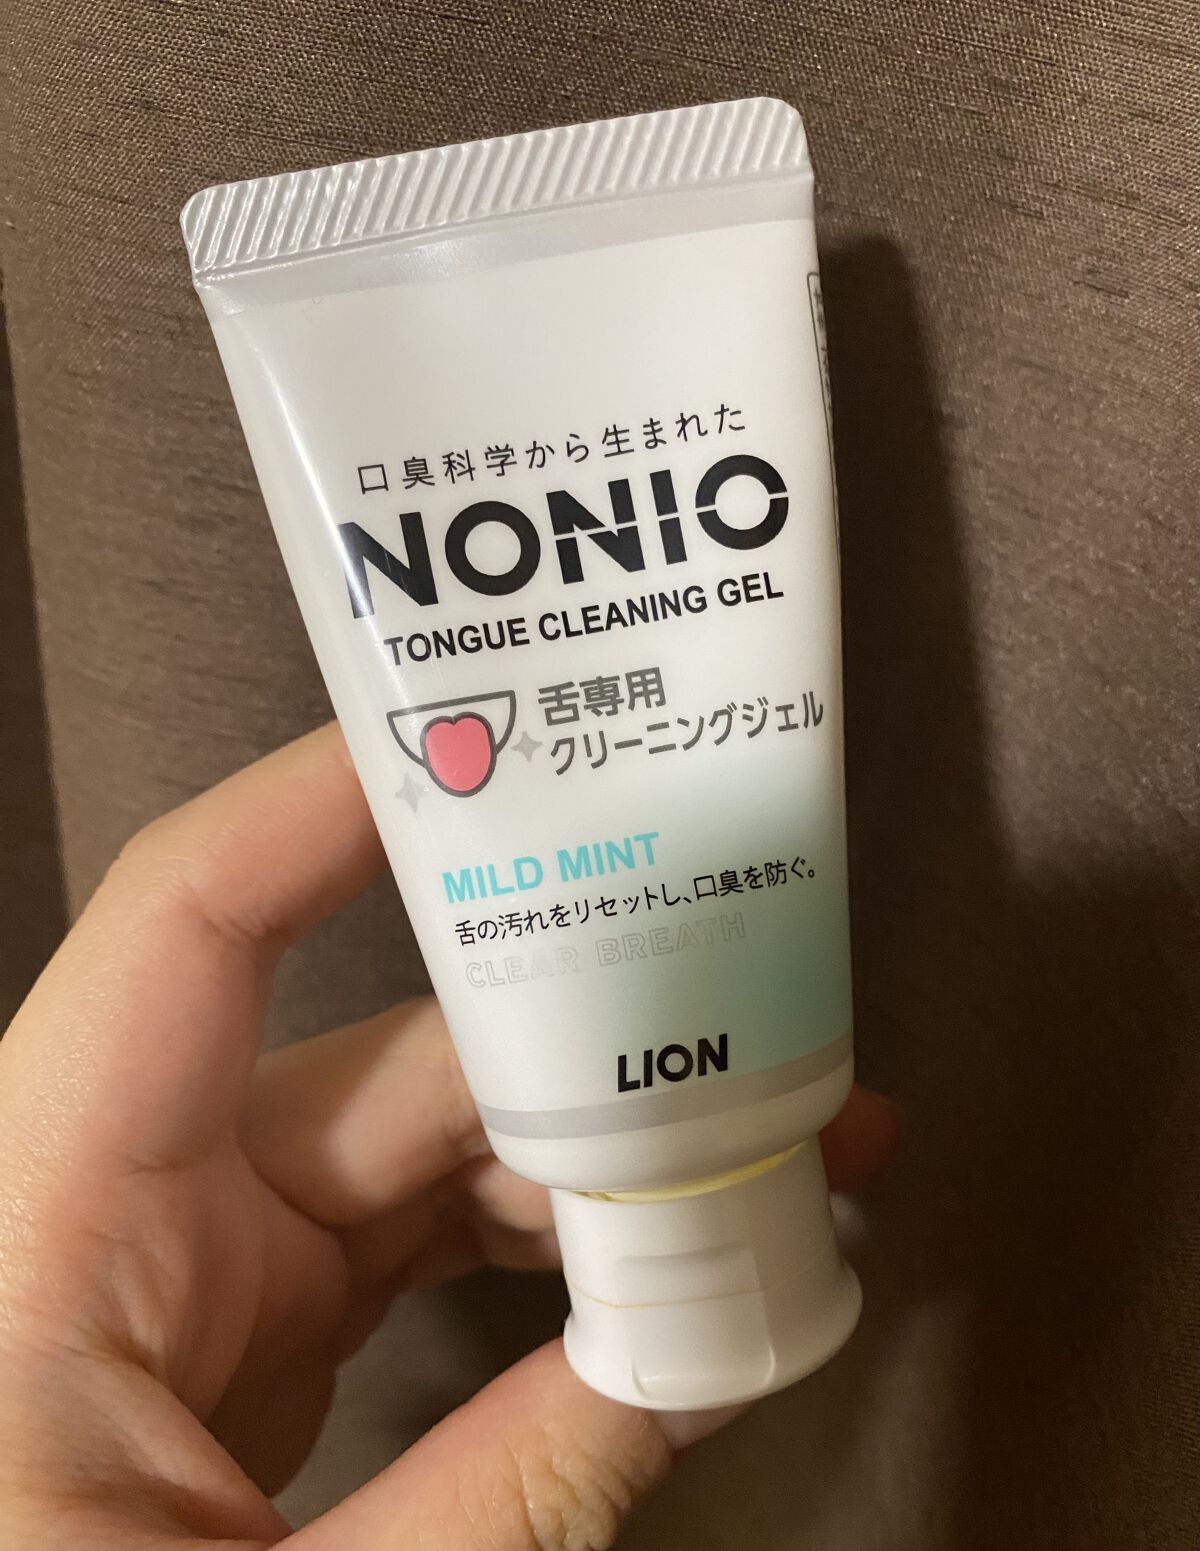 口臭科学から生まれた
NONIO
TONGUE CLEANING GEL
舌専用
クリーニングジェル
MILD MINT
舌の汚れをリセットし、口臭を防ぐ。
CLEAR BREATH
LION